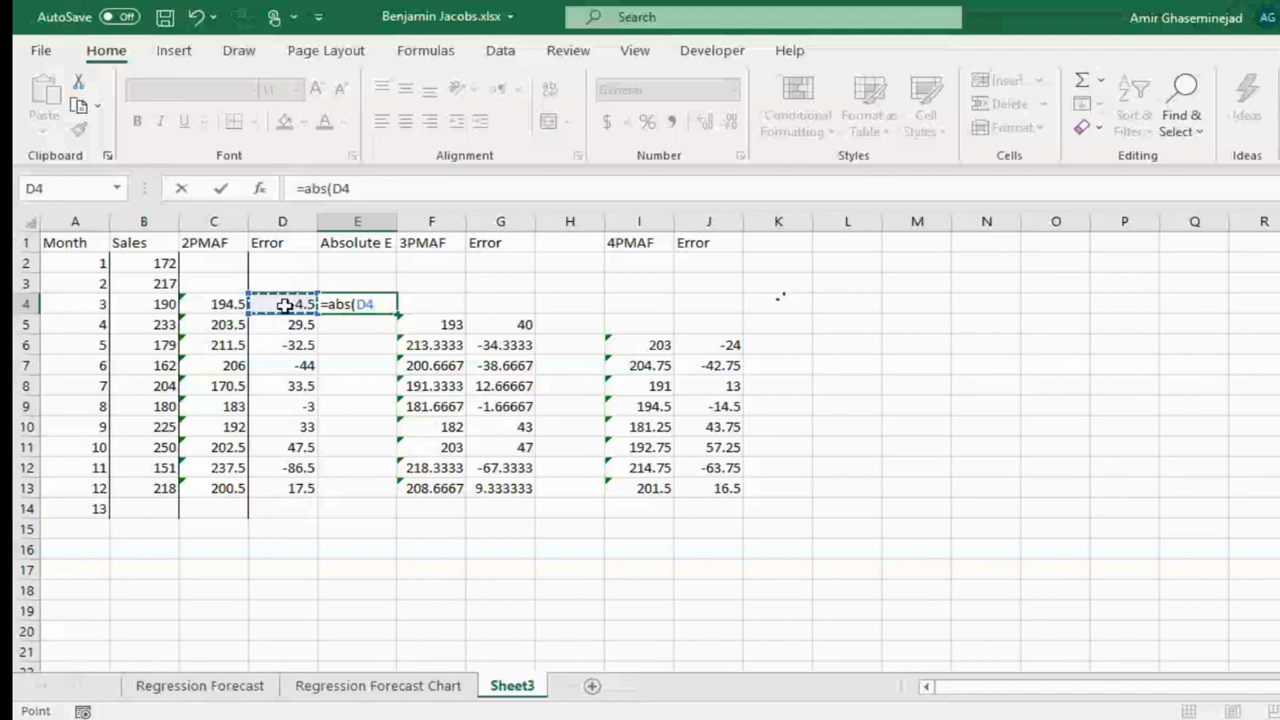 AutoSave Off Benjamin Jacobs.xlsx Search Amir Ghaseminejad AG
File Home Insert Draw Page Layout Formulas Data Review View Developer Help
Paste 11 General Conditional Formatting Format as Table Cell Styles Insert Delete Format Sort & Filter Find & Select Ideas
Clipboard Font Alignment Number Styles Cells Editing Ideas
D4 =abs(D4
A B C D E F G H I J K L M N O P Q R
1 Month Sales 2PMAF Error Absolute E 3PMAF Error 4PMAF Error
2 1 172
3 2 217
4 3 190 194.5 4.5 =abs(D4
5 4 233 203.5 29.5 193 40
6 5 179 211.5 -32.5 213.3333 -34.3333 203 -24
7 6 162 206 -44 200.6667 -38.6667 204.75 -42.75
8 7 204 170.5 33.5 191.3333 12.66667 191 13
9 8 180 183 -3 181.6667 -1.66667 194.5 -14.5
10 9 225 192 33 182 43 181.25 43.75
11 10 250 202.5 47.5 203 47 192.75 57.25
12 11 151 237.5 -86.5 218.3333 -67.3333 214.75 -63.75
13 12 218 200.5 17.5 208.6667 9.333333 201.5 16.5
14 13
15
16
17
18
19
20
21
Regression Forecast Regression Forecast Chart Sheet3
Point